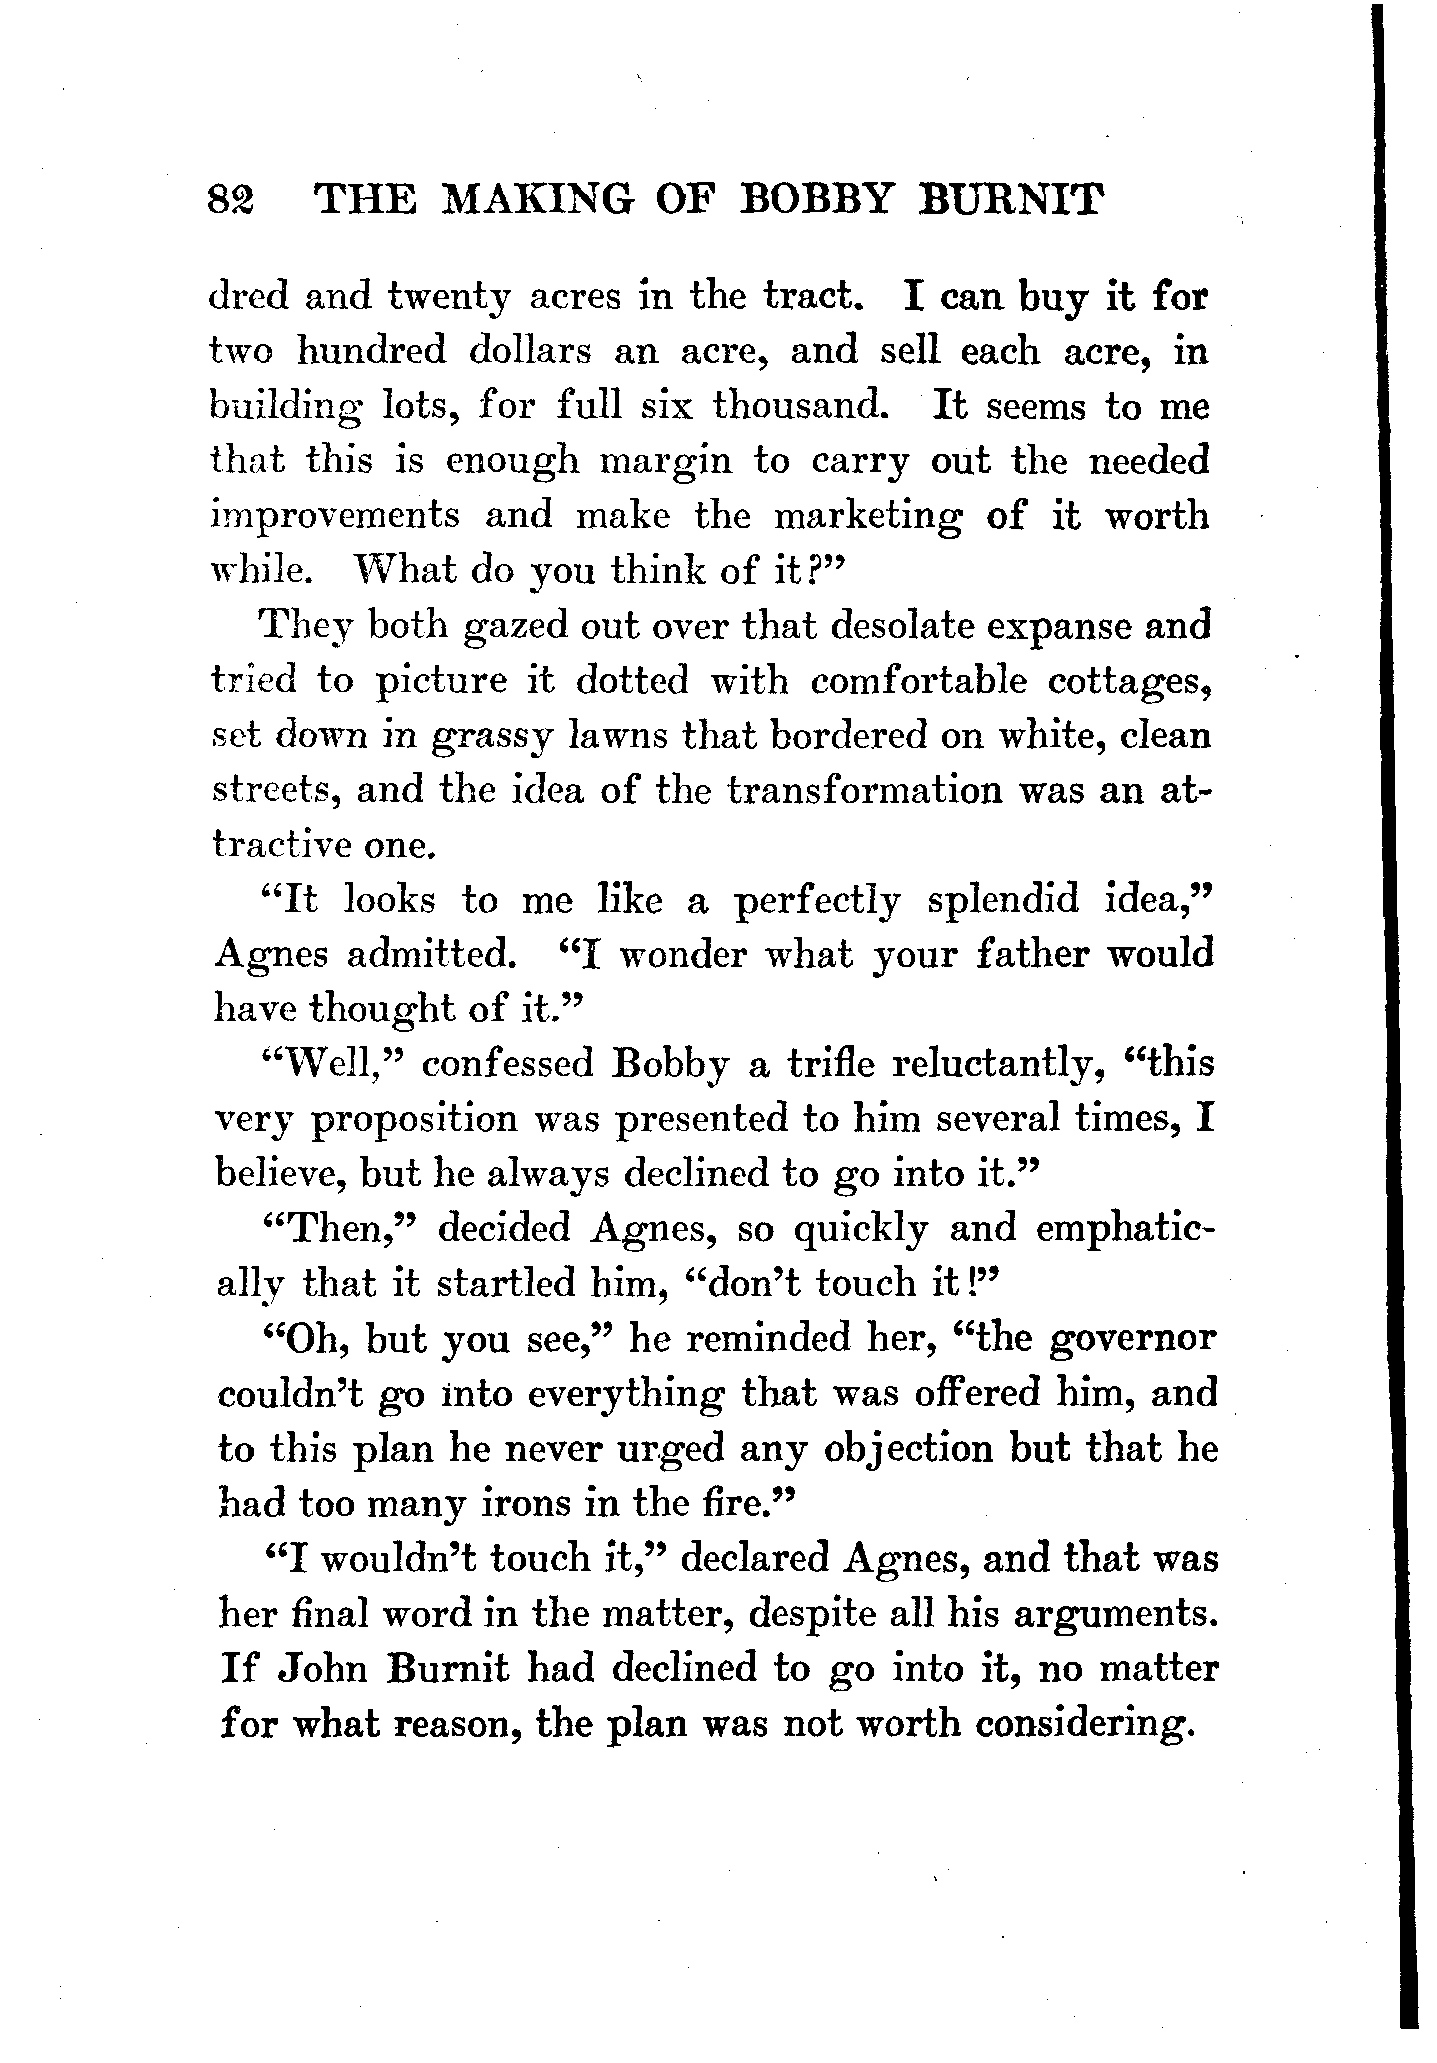 82 THE MAKING OF BOBBY BURNIT
dred and twenty acres in the tract. I can buy it for
two hundred dollars an acre, and sell each acre, in
building lots, for full six thousand. It seems to me
that this is enough margin to carry out the needed
improvements and make the marketing of it worth
while. What do you think of it?”
They both gazed out over that desolate expanse and
tried to picture it dotted with comfortable cottages,
set down in grassy lawns that bordered on white, clean
streets, and the idea of the transformation was an at-
tractive one.
“It looks to me like a perfectly splendid idea,”
Agnes admitted. “I wonder what your father would
have thought of it.”
“Well,” confessed Bobby a trifle reluctantly, “this
very proposition was presented to him several times, I
believe, but he always declined to go into it.”
“Then,” decided Agnes, so quickly and emphatic-
ally that it startled him, “don’t touch it!”
“Oh, but you see,” he reminded her, “the governor
couldn’t go into everything that was offered him, and
to this plan he never urged any objection but that he
had too many irons in the fire.”
“I wouldn’t touch it,” declared Agnes, and that was
her final word in the matter, despite all his arguments.
If John Burnit had declined to go into it, no matter
for what reason, the plan was not worth considering.